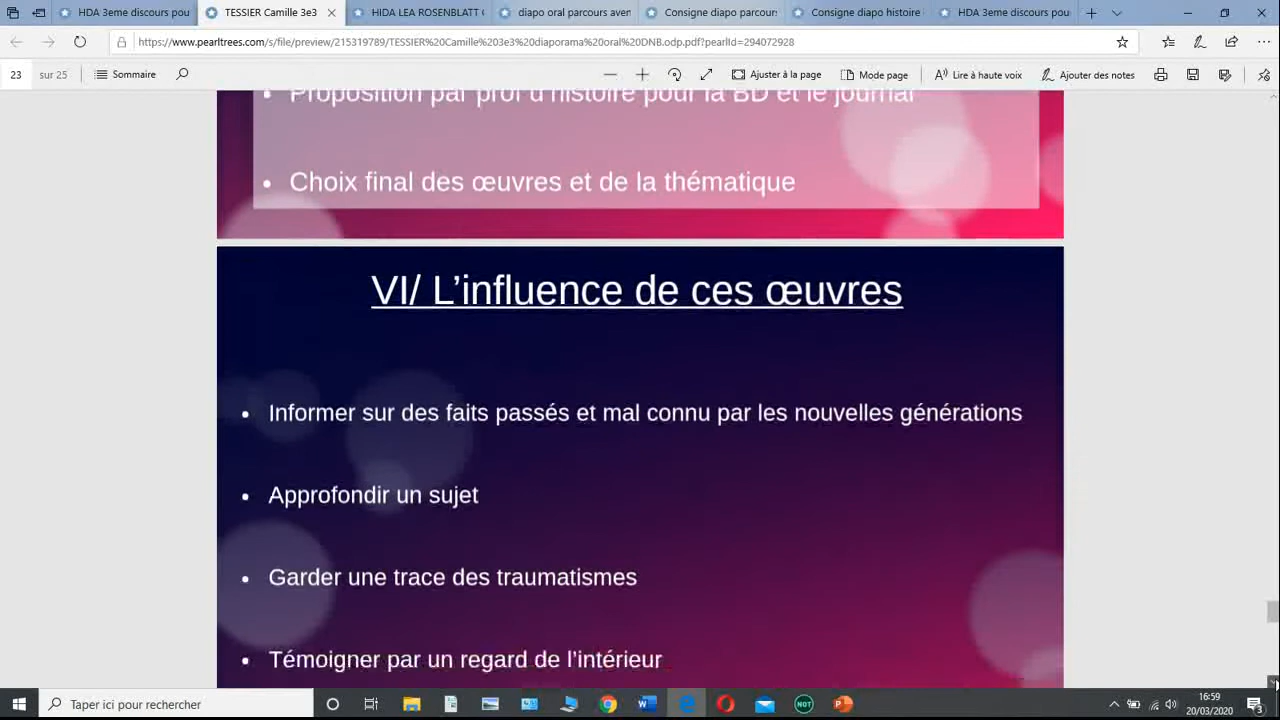 HDA 3eme discours pou
TESSIER Camille 3e3
HIDA LEA ROSENBLATT
diapo oral parcours aven
Consigne diapo parcours
Consigne diapo histoire
HDA 3eme discours pou
https://www.pearltrees.com/s/file/preview/215319789/TESSIER%20Camille%203e3%20diaporama%20oral%20DNB.odp.pdf?pearlId=294072928
23 sur 25 Sommaire Ajuster à la page Mode page Lire à haute voix Ajouter des notes
• Proposition par prof d'histoire pour la BD et le journal
• Choix final des œuvres et de la thématique
VI/ L’influence de ces œuvres
• Informer sur des faits passés et mal connu par les nouvelles générations
• Approfondir un sujet
• Garder une trace des traumatismes
• Témoigner par un regard de l’intérieur
Taper ici pour rechercher
NOT
16:59
20/03/2020
3